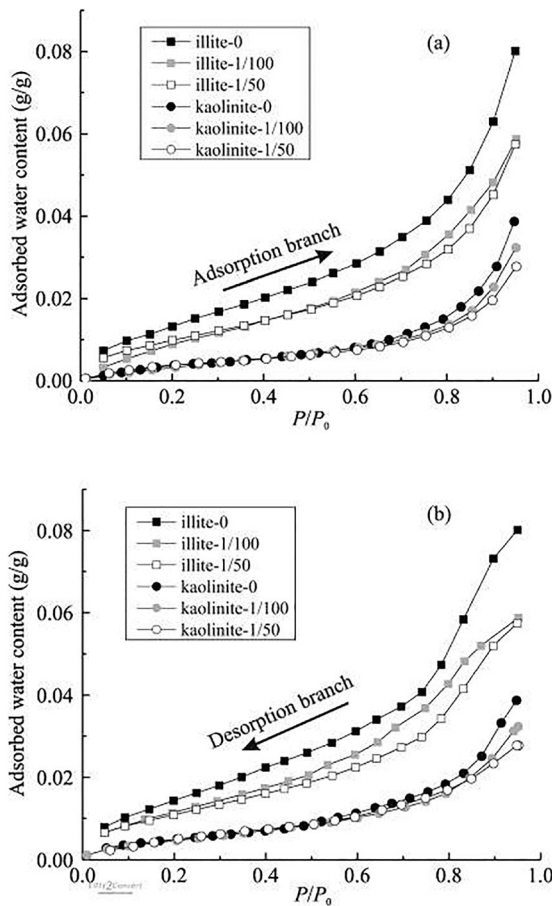 (a)
illite-0
illite-1/100
illite-1/50
kaolinite-0
kaolinite-1/100
kaolinite-1/50
Adsorption branch
Adsorbed water content (g/g)
0.08
0.06
0.04
0.02
0.00
0.0 0.2 0.4 0.6 0.8 1.0
P/P₀
(b)
illite-0
illite-1/100
illite-1/50
kaolinite-0
kaolinite-1/100
kaolinite-1/50
Desorption branch
Adsorbed water content (g/g)
0.08
0.06
0.04
0.02
0.00
0.2 0.4 0.6 0.8 1.0
P/P₀